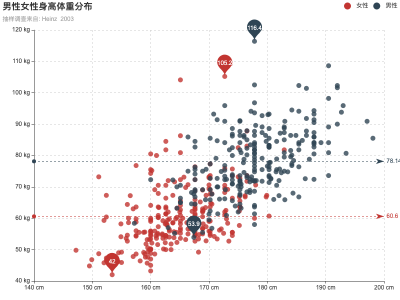 男性女性身高体重分布
女性 男性
抽样调查来自: Heinz 2003
120 kg
116.4
110 kg
105.2
100 kg
90 kg
80 kg
78.14
70 kg
60 kg
60.6
53.9
50 kg
42
40 kg
140 cm 150 cm 160 cm 170 cm 180 cm 190 cm 200 cm